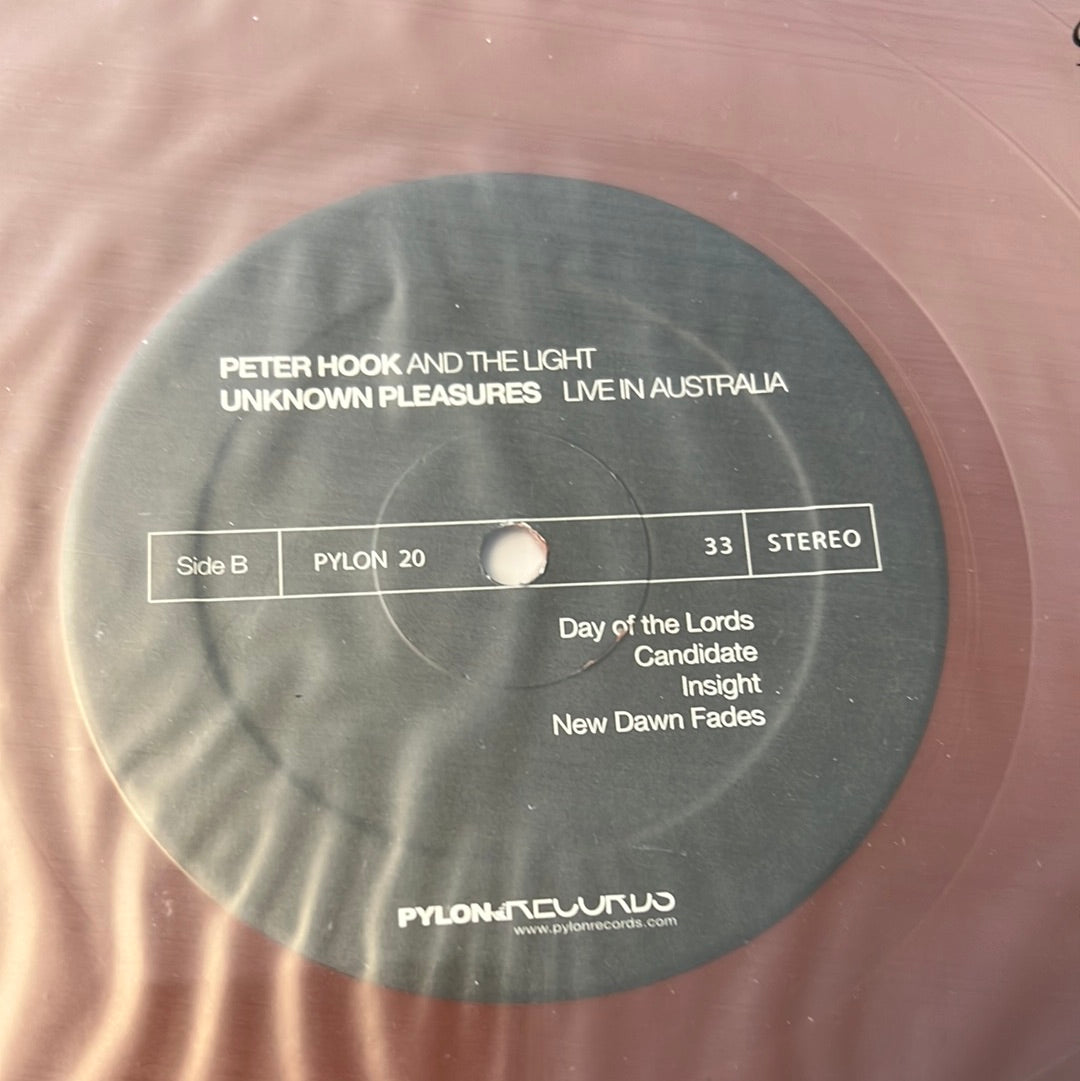 PETER HOOK AND THE LIGHT
UNKNOWN PLEASURES LIVE IN AUSTRALIA
Side B PYLON 20 33 STEREO
Day of the Lords
Candidate
Insight
New Dawn Fades
PYLON RECORDS
www.pylonrecords.com